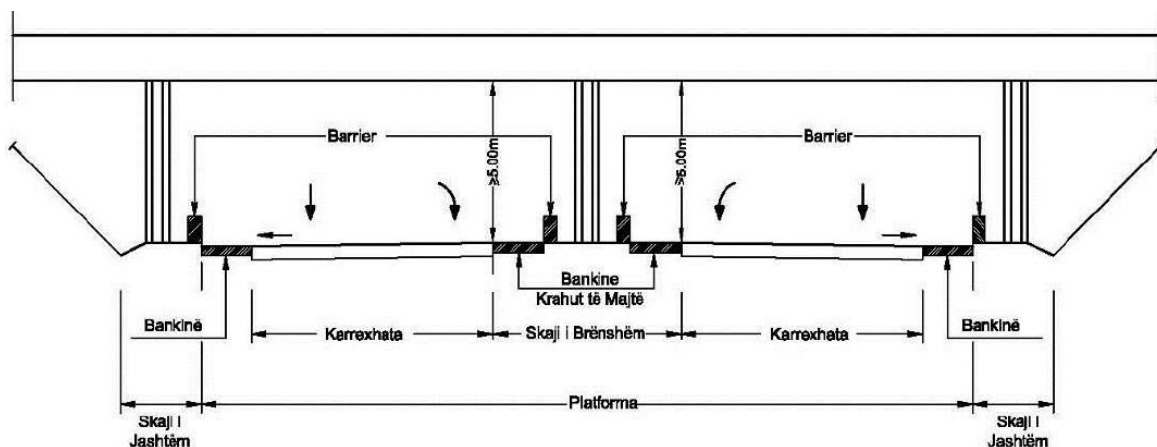 Barrier
≥5.00m
≥5.00m
Barrier
Bankine
Krahut të Majtë
Bankinë
Karrexhata
Skaji i Brënshëm
Karrexhata
Bankinë
Platforma
Skaji i
Jashtëm
Skaji i
Jashtëm